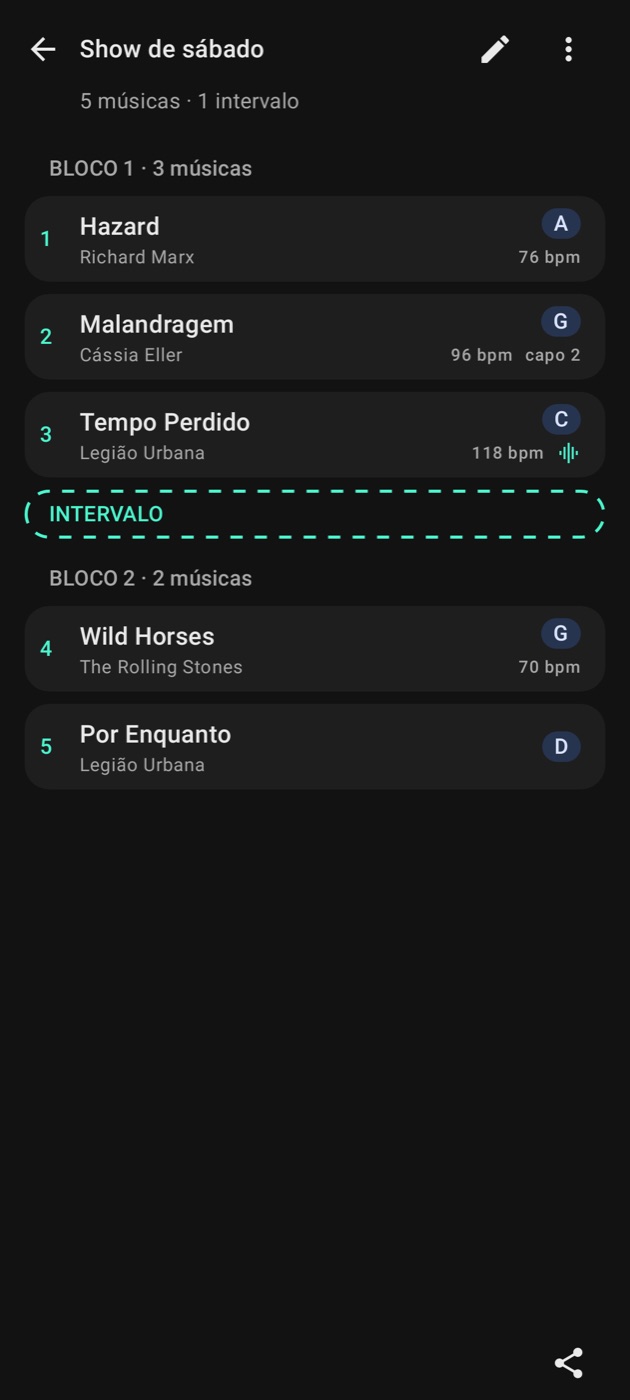 Show de sábado
5 músicas · 1 intervalo
BLOCO 1 · 3 músicas
1 Hazard A
Richard Marx 76 bpm
2 Malandragem G
Cássia Eller 96 bpm capo 2
3 Tempo Perdido C
Legião Urbana 118 bpm
INTERVALO
BLOCO 2 · 2 músicas
4 Wild Horses G
The Rolling Stones 70 bpm
5 Por Enquanto D
Legião Urbana